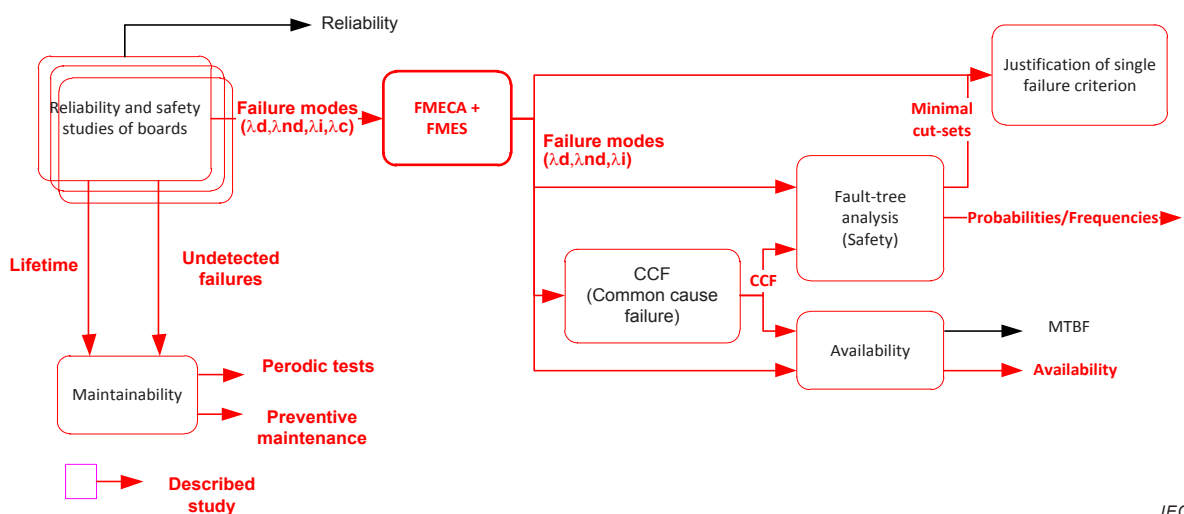 Reliability
Reliability and safety
studies of boards
Failure modes
(λd,λnd,λi,λc)
FMECA +
FMES
Failure modes
(λd,λnd,λi)
Minimal
cut-sets
Justification of single
failure criterion
Fault-tree
analysis
(Safety)
Probabilities/Frequencies
Lifetime
Undetected
failures
CCF
(Common cause
failure)
CCF
Availability
MTBF
Availability
Maintainability
Perodic tests
Preventive
maintenance
Described
study
IEC